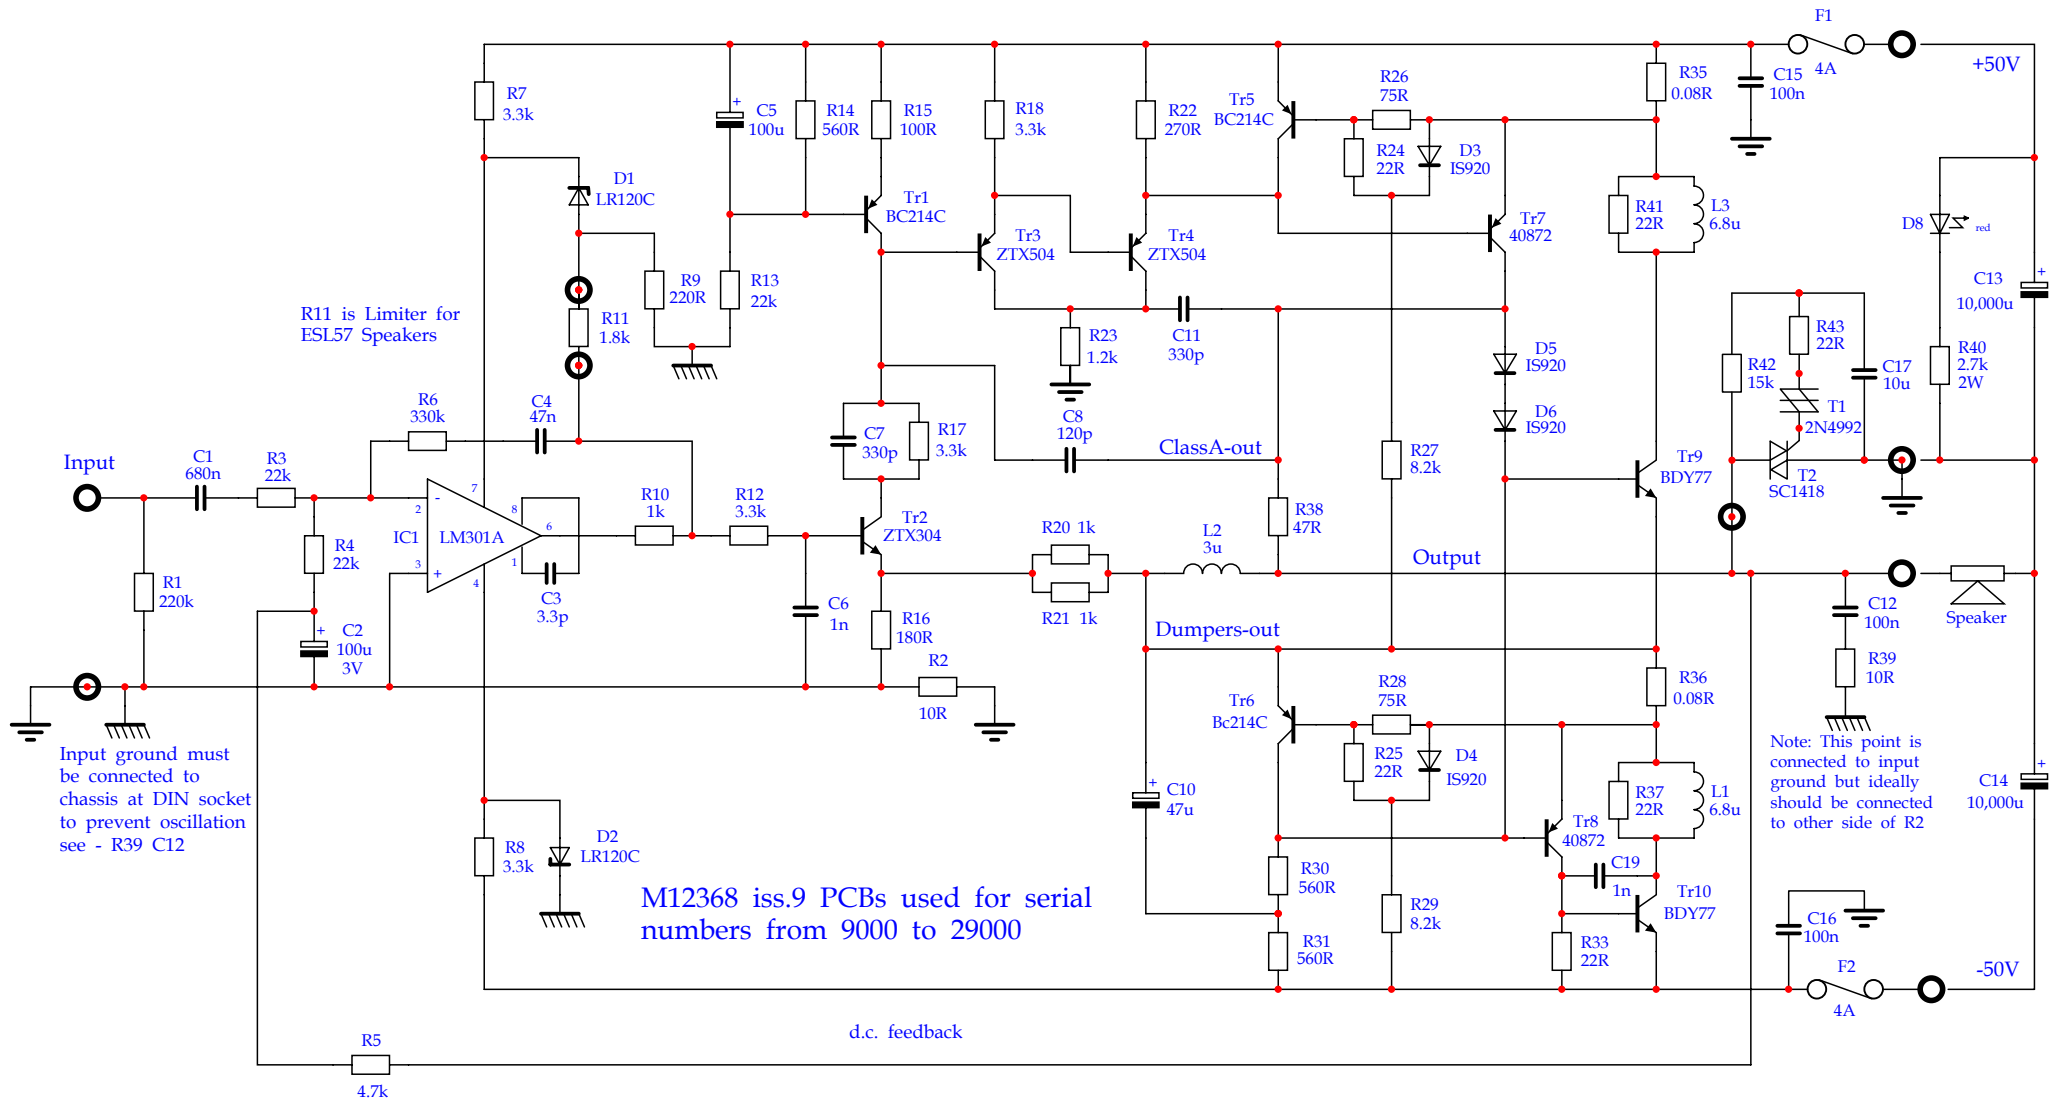 F1
4A
+50V
R7
3.3k
C5
100u
+
R14
560R
R15
100R
R18
3.3k
R22
270R
Tr5
BC214C
R26
75R
R24
22R
D3
IS920
R35
0.08R
C15
100n
D1
LR120C
Tr1
BC214C
Tr3
ZTX504
Tr4
ZTX504
Tr7
40872
R41
22R
L3
6.8u
D8
red
C13
10,000u
+
R11 is Limiter for
ESL57 Speakers
R11
1.8k
R9
220R
R13
22k
R23
1.2k
C11
330p
D5
IS920
D6
IS920
R42
15k
R43
22R
C17
10u
T1
2N4992
T2
SC1418
R40
2.7k
2W
R6
330k
C4
47n
C7
330p
R17
3.3k
C8
120p
ClassA-out
R27
8.2k
Tr9
BDY77
Input
C1
680n
R3
22k
R4
22k
IC1
LM301A
-
+
2
3
7
8
6
1
4
C3
3.3p
R10
1k
R12
3.3k
Tr2
ZTX304
R20 1k
R21 1k
L2
3u
R38
47R
Output
R1
220k
C2
100u
3V
+
C6
1n
R16
180R
R2
10R
Dumpers-out
C12
100n
R39
10R
Speaker
Tr6
Bc214C
R28
75R
R25
22R
D4
IS920
R36
0.08R
R37
22R
L1
6.8u
Input ground must
be connected to
chassis at DIN socket
to prevent oscillation
see - R39 C12
Note: This point is
connected to input
ground but ideally
should be connected
to other side of R2
C14
10,000u
+
C10
47u
+
Tr8
40872
C19
1n
Tr10
BDY77
R8
3.3k
D2
LR120C
R30
560R
R31
560R
R29
8.2k
R33
22R
C16
100n
M12368 iss.9 PCBs used for serial
numbers from 9000 to 29000
F2
4A
-50V
d.c. feedback
R5
4.7k